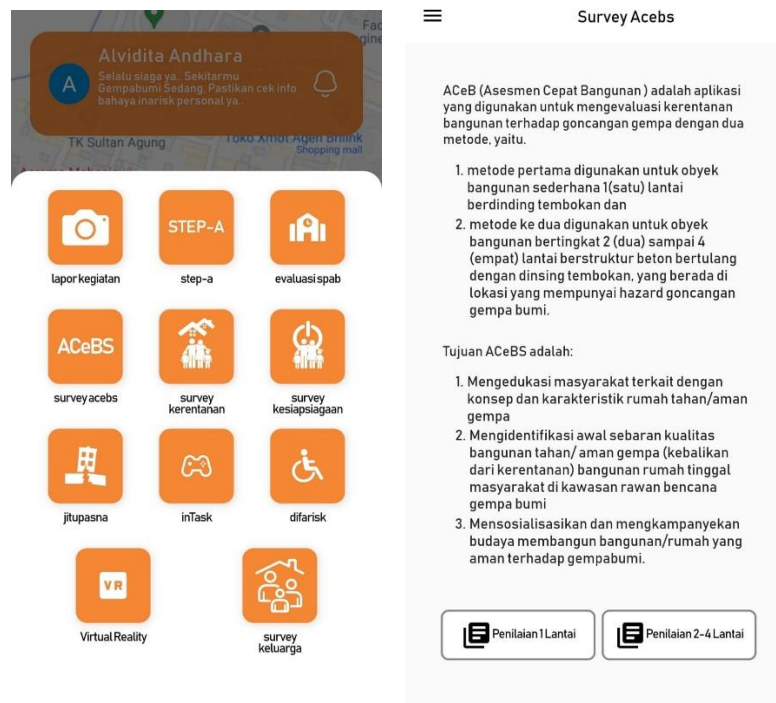 Fac
gine
Alvidita Andhara
A
Selalu siaga ya.. Sekitarmu
Gempabumi Sedang. Pastikan cek info
bahaya inarisk personal ya..
TK Sultan Agung
Toko Xmol Agen Brilink
Shopping mall
STEP-A
lapor kegiatan
step-a
evaluasi spab
ACeBS
survey acebs
survey
kerentanan
survey
kesiapsiagaan
jitupasna
inTask
difarisk
VR
Virtual Reality
survey
keluarga
Survey Acebs
ACeB (Asesmen Cepat Bangunan ) adalah aplikasi
yang digunakan untuk mengevaluasi kerentanan
bangunan terhadap goncangan gempa dengan dua
metode, yaitu.
1. metode pertama digunakan untuk obyek
bangunan sederhana 1(satu) lantai
berdinding tembokan dan
2. metode ke dua digunakan untuk obyek
bangunan bertingkat 2 (dua) sampai 4
(empat) lantai berstruktur beton bertulang
dengan dinsing tembokan, yang berada di
lokasi yang mempunyai hazard goncangan
gempa bumi.
Tujuan ACeBS adalah:
1. Mengedukasi masyarakat terkait dengan
konsep dan karakteristik rumah tahan/aman
gempa
2. Mengidentifikasi awal sebaran kualitas
bangunan tahan/ aman gempa (kebalikan
dari kerentanan) bangunan rumah tinggal
masyarakat di kawasan rawan bencana
gempa bumi
3. Mensosialisasikan dan mengkampanyekan
budaya membangun bangunan/rumah yang
aman terhadap gempabumi.
Penilaian 1 Lantai
Penilaian 2-4 Lantai